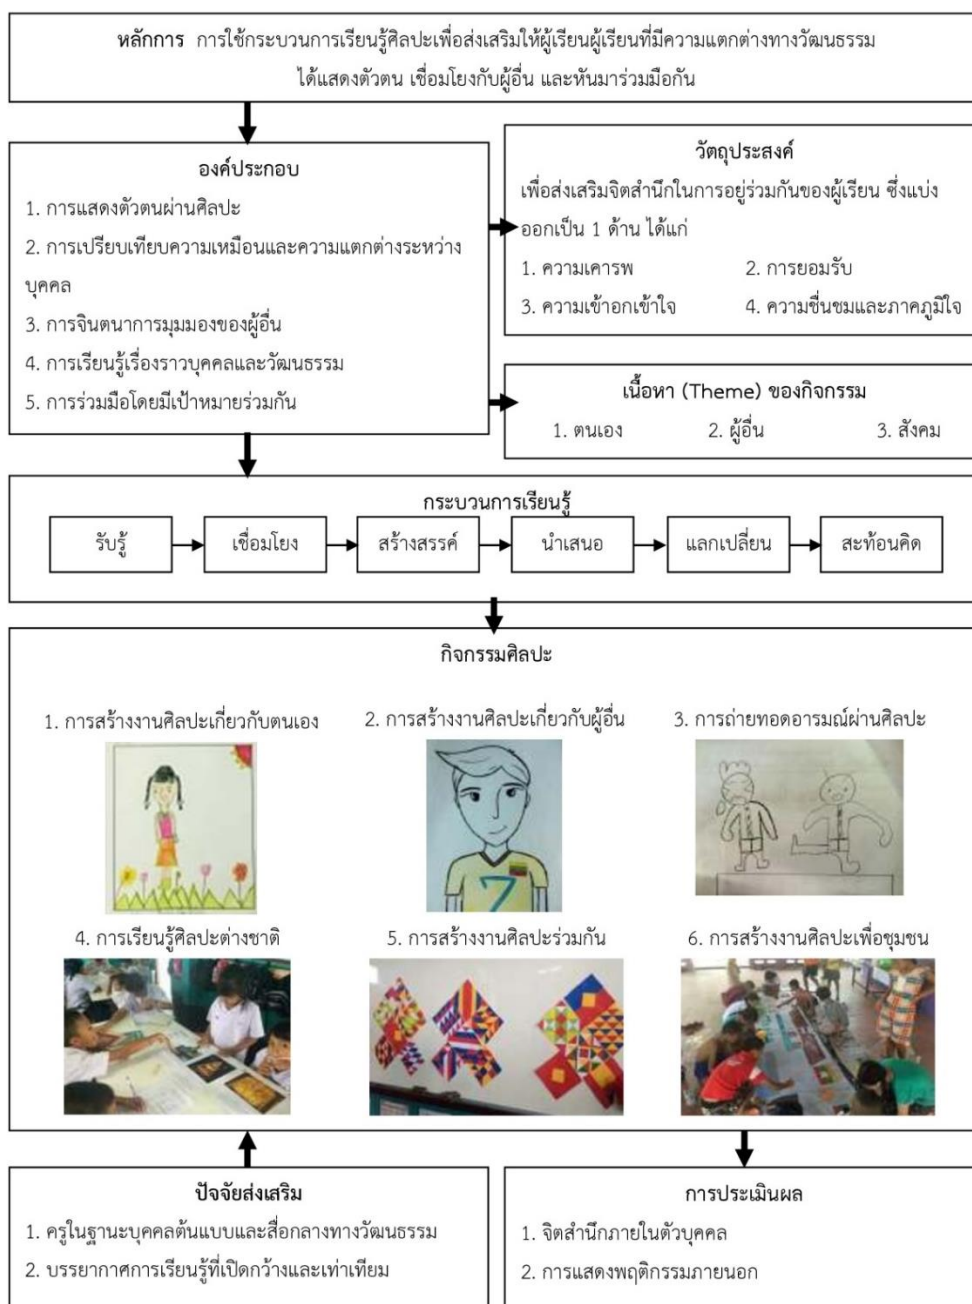 หลักการ การใช้กระบวนการเรียนรู้ศิลปะเพื่อส่งเสริมให้ผู้เรียนผู้เรียนที่มีความแตกต่างทางวัฒนธรรม
ได้แสดงตัวตน เชื่อมโยงกับผู้อื่น และหันมาร่วมมือกัน
องค์ประกอบ
1. การแสดงตัวตนผ่านศิลปะ
2. การเปรียบเทียบความเหมือนและความแตกต่างระหว่าง
บุคคล
3. การจินตนาการมุมมองของผู้อื่น
4. การเรียนรู้เรื่องราวบุคคลและวัฒนธรรม
5. การร่วมมือโดยมีเป้าหมายร่วมกัน
วัตถุประสงค์
เพื่อส่งเสริมจิตสำนึกในการอยู่ร่วมกันของผู้เรียน ซึ่งแบ่ง
ออกเป็น 1 ด้าน ได้แก่
1. ความเคารพ 2. การยอมรับ
3. ความเข้าอกเข้าใจ 4. ความชื่นชมและภาคภูมิใจ
เนื้อหา (Theme) ของกิจกรรม
1. ตนเอง 2. ผู้อื่น 3. สังคม
กระบวนการเรียนรู้
รับรู้ เชื่อมโยง สร้างสรรค์ นำเสนอ แลกเปลี่ยน สะท้อนคิด
กิจกรรมศิลปะ
1. การสร้างงานศิลปะเกี่ยวกับตนเอง 2. การสร้างงานศิลปะเกี่ยวกับผู้อื่น 3. การถ่ายทอดอารมณ์ผ่านศิลปะ
7
4. การเรียนรู้ศิลปะต่างชาติ 5. การสร้างงานศิลปะร่วมกัน 6. การสร้างงานศิลปะเพื่อชุมชน
ปัจจัยส่งเสริม
1. ครูในฐานะบุคคลต้นแบบและสื่อกลางทางวัฒนธรรม
2. บรรยากาศการเรียนรู้ที่เปิดกว้างและเท่าเทียม
การประเมินผล
1. จิตสำนึกภายในตัวบุคคล
2. การแสดงพฤติกรรมภายนอก